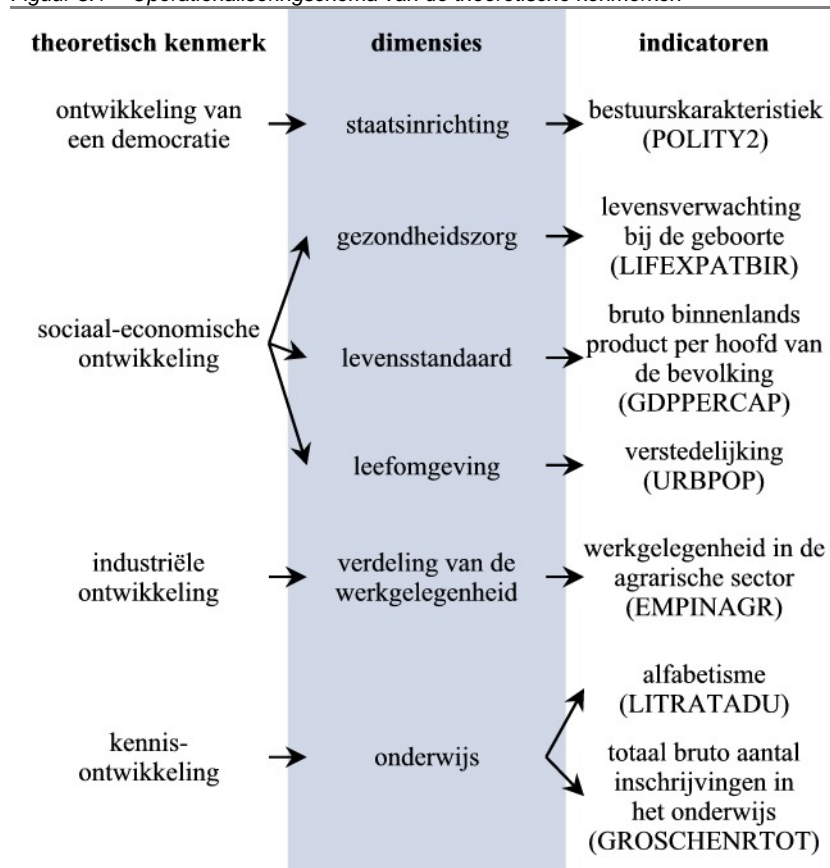 theoretisch kenmerk dimensies indicatoren
ontwikkeling van
een democratie
staatsinrichting
bestuurskarakteristiek
(POLITY2)
sociaal-economische
ontwikkeling
gezondheidszorg
levensverwachting
bij de geboorte
(LIFEXPATBIR)
levensstandaard
bruto binnenlands
product per hoofd van
de bevolking
(GDPPERCAP)
leefomgeving
verstedelijking
(URBPOP)
industriële
ontwikkeling
verdeling van de
werkgelegenheid
werkgelegenheid in de
agrarische sector
(EMPINAGR)
kennis-
ontwikkeling
onderwijs
alfabetisme
(LITRATADU)
totaal bruto aantal
inschrijvingen in
het onderwijs
(GROSCHENRTOT)